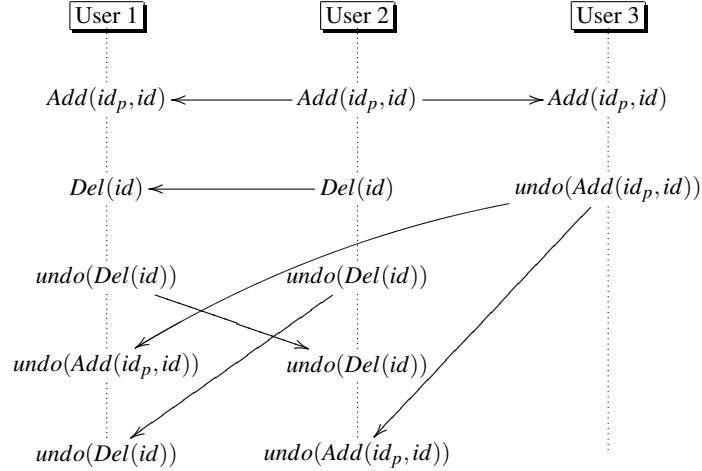 User 1 User 2 User 3
Add(id_p, id) Add(id_p, id) Add(id_p, id)
Del(id) Del(id) undo(Add(id_p, id))
undo(Del(id)) undo(Del(id))
undo(Add(id_p, id)) undo(Del(id))
undo(Del(id)) undo(Add(id_p, id))